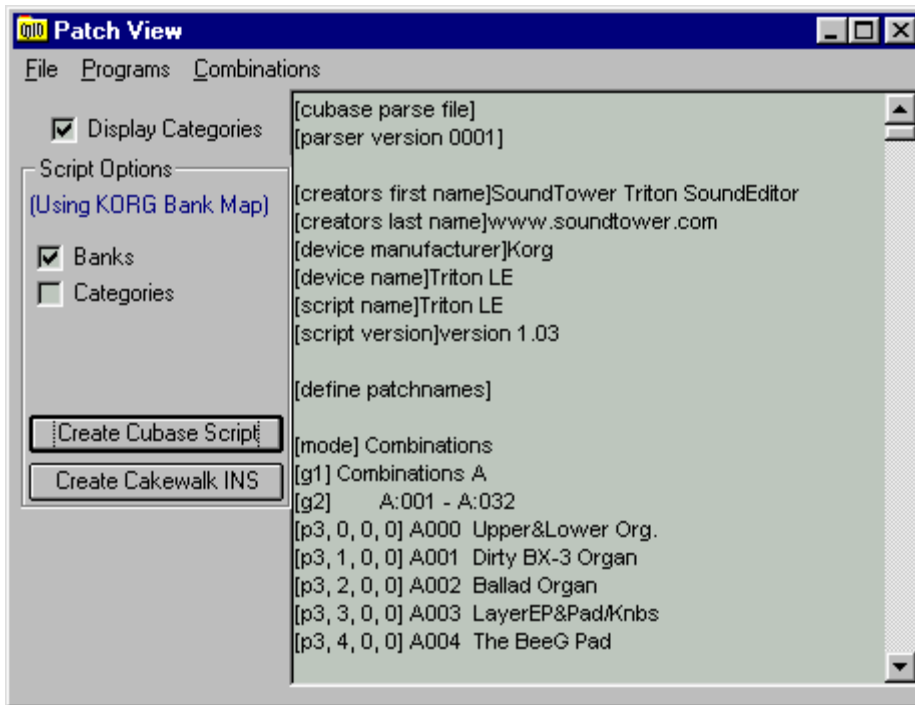 Patch View
File Programs Combinations
Display Categories
Script Options
(Using KORG Bank Map)
Banks
Categories
Create Cubase Script
Create Cakewalk INS
[cubase parse file]
[parser version 0001]
[creators first name]SoundTower Triton SoundEditor
[creators last name]www.soundtower.com
[device manufacturer]Korg
[device name]Triton LE
[script name]Triton LE
[script version]version 1.03
[define patchnames]
[mode] Combinations
[g1] Combinations A
[g2] A:001 - A:032
[p3, 0, 0, 0] A000 Upper&Lower Org.
[p3, 1, 0, 0] A001 Dirty BX-3 Organ
[p3, 2, 0, 0] A002 Ballad Organ
[p3, 3, 0, 0] A003 LayerEP&Pad/Knbs
[p3, 4, 0, 0] A004 The BeeG Pad